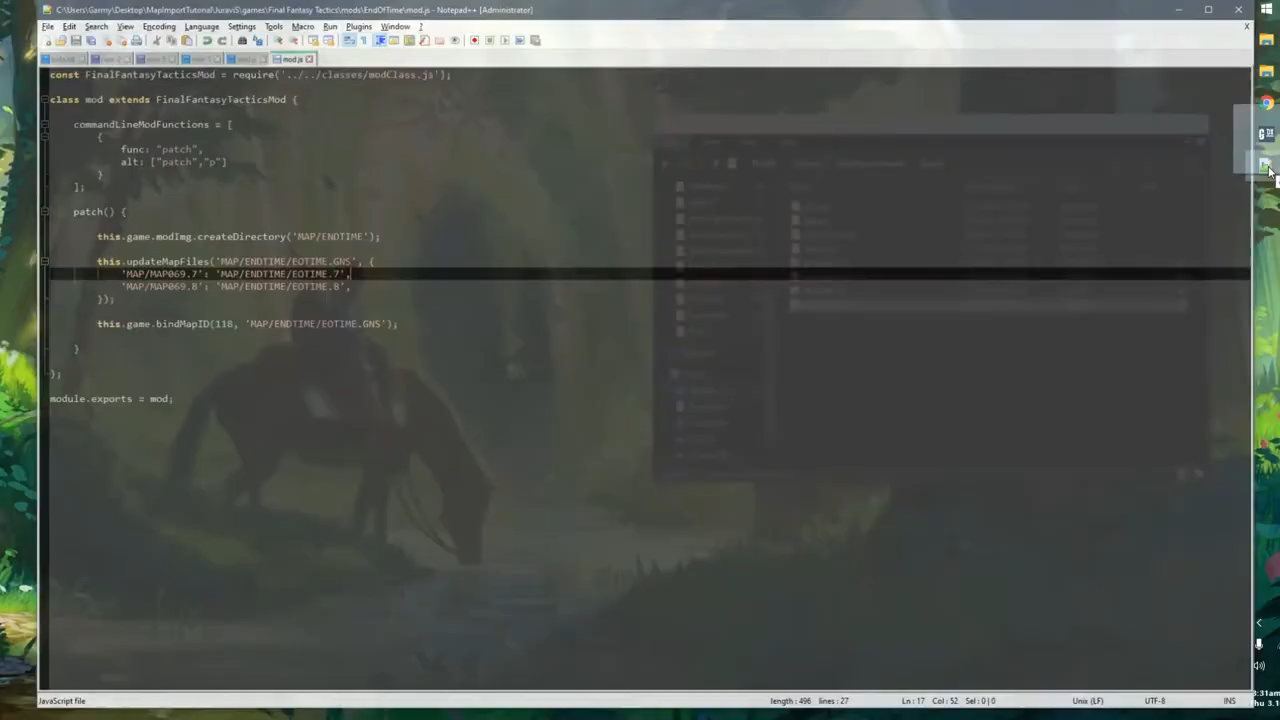 C:\Users\Garmy\Desktop\MapImportTutorial\JuraviS\games\Final Fantasy Tactics\mods\EndOfTime\mod.js - Notepad++ [Administrator]
File Edit Search View Encoding Language Settings Tools Macro Run Plugins Window ?
mod.js
const FinalFantasyTacticsMod = require('../../classes/modClass.js');
class mod extends FinalFantasyTacticsMod {
commandLineModFunctions = [
{
func: "patch",
alt: ["patch","p"]
}
];
patch() {
this.game.modImg.createDirectory('MAP/ENDTIME');
this.updateMapFiles('MAP/ENDTIME/EOTIME.GNS', {
'MAP/MAP069.7': 'MAP/ENDTIME/EOTIME.7',
'MAP/MAP069.8': 'MAP/ENDTIME/EOTIME.8',
});
this.game.bindMapID(118, 'MAP/ENDTIME/EOTIME.GNS');
}
};
module.exports = mod;
JavaScript file length : 496 lines : 27 Ln : 17 Col : 52 Sel : 0 | 0 Unix (LF) UTF-8 INS
:31am